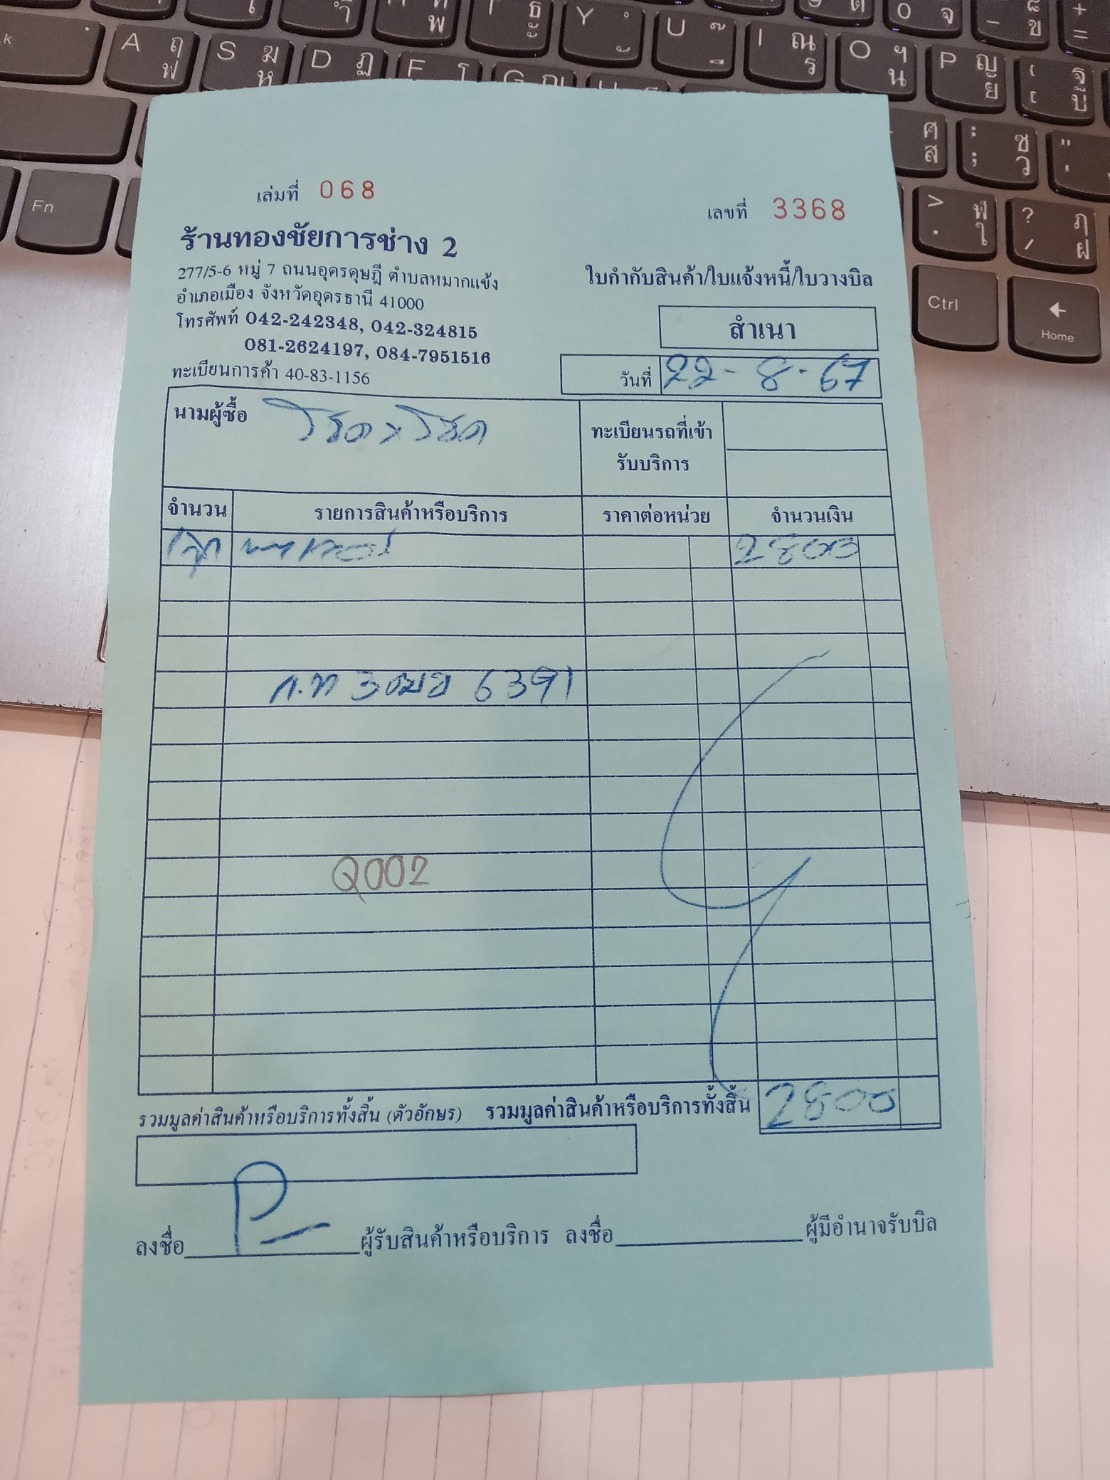 เล่มที่ 068
เลขที่ 3368
ร้านทองชัยการช่าง 2
277/5-6 หมู่ 7 ถนนอุดรดุษฎี ตำบลหมากแข้ง
อำเภอเมือง จังหวัดอุดรธานี 41000
โทรศัพท์ 042-242348, 042-324815
081-2624197, 084-7951516
ทะเบียนการค้า 40-83-1156
ใบกำกับสินค้า/ใบแจ้งหนี้/ใบวางบิล
สำเนา
วันที่ 22-8-67
นามผู้ซื้อ
ทะเบียนรถที่เข้า
รับบริการ
จำนวน รายการสินค้าหรือบริการ ราคาต่อหน่วย จำนวนเงิน
2800
6391
Q002
รวมมูลค่าสินค้าหรือบริการทั้งสิ้น (ตัวอักษร) รวมมูลค่าสินค้าหรือบริการทั้งสิ้น 2800
ลงชื่อ ผู้รับสินค้าหรือบริการ ลงชื่อ ผู้มีอำนาจรับบิล
A ฤ ฟ
S ฆ ห
D ฏ
Y
U
I ณ ร
O ฯ น
P ญ ย
Fn
Ctrl
Home